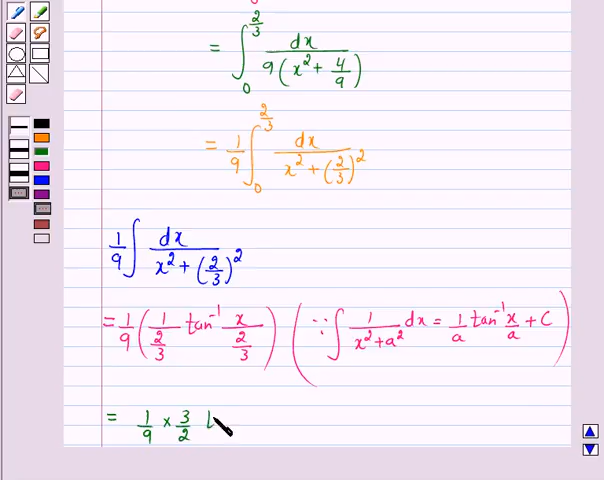 = ∫₀^(2/3) dx / 9(x² + 4/9)
= 1/9 ∫₀^(2/3) dx / x² + (2/3)²
1/9 ∫ dx / x² + (2/3)²
= 1/9 (1/(2/3) tan⁻¹ x/(2/3)) (∵ ∫ 1/(x² + a²) dx = 1/a tan⁻¹ x/a + C)
= 1/9 × 3/2